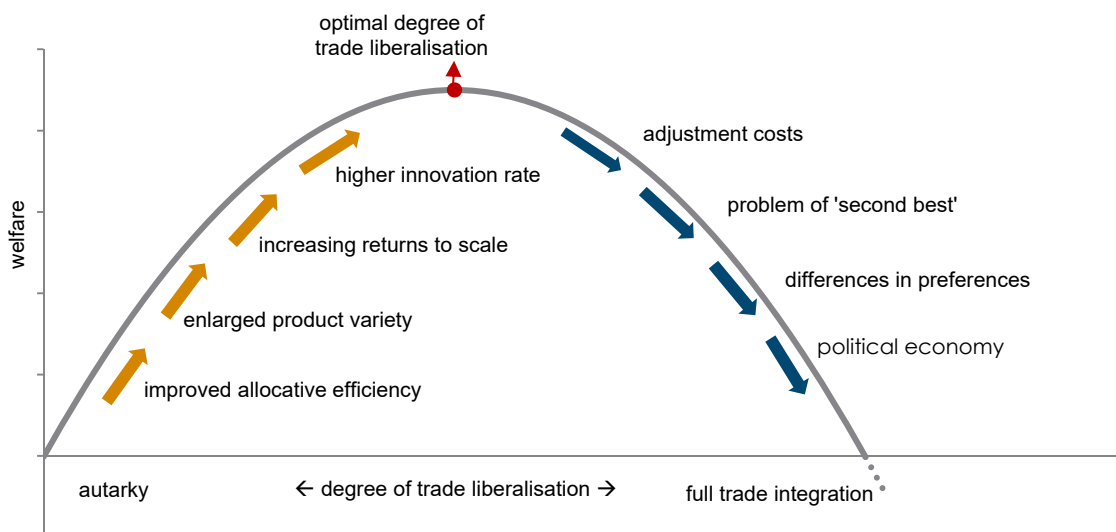 optimal degree of
trade liberalisation
adjustment costs
higher innovation rate
problem of 'second best'
welfare
increasing returns to scale
differences in preferences
enlarged product variety
political economy
improved allocative efficiency
autarky
← degree of trade liberalisation →
full trade integration